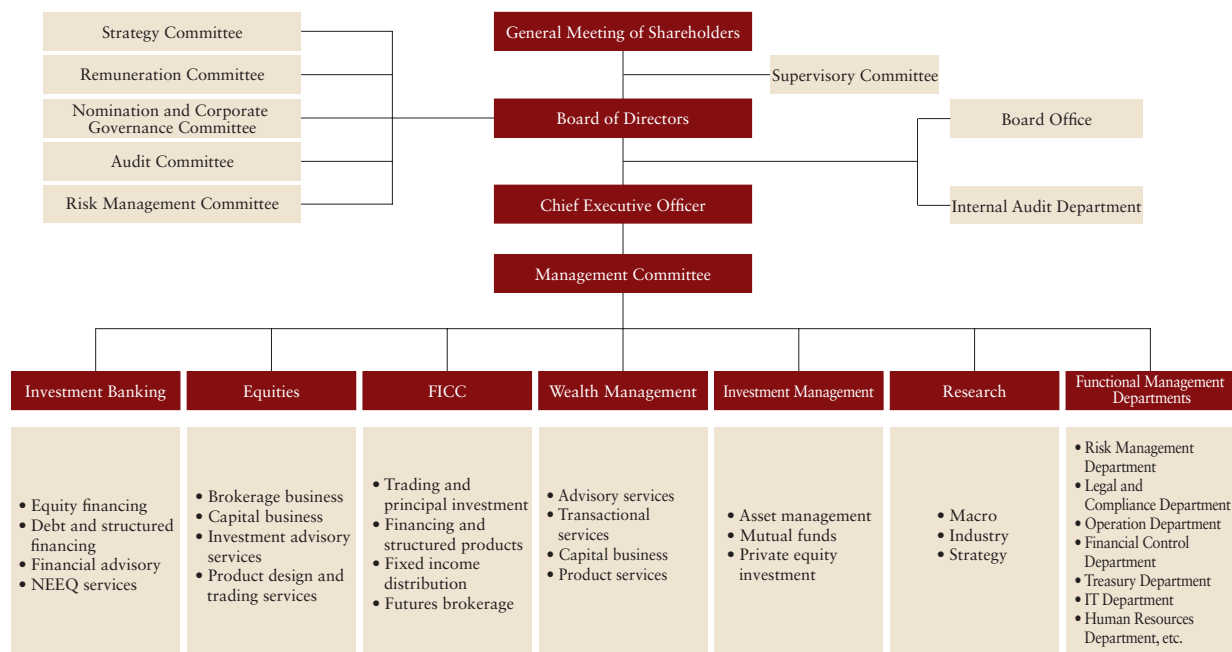 Strategy Committee
Remuneration Committee
Nomination and Corporate
Governance Committee
Audit Committee
Risk Management Committee
General Meeting of Shareholders
Supervisory Committee
Board of Directors
Board Office
Chief Executive Officer
Internal Audit Department
Management Committee
Investment Banking
• Equity financing
• Debt and structured
financing
• Financial advisory
• NEEQ services
Equities
• Brokerage business
• Capital business
• Investment advisory
services
• Product design and
trading services
FICC
• Trading and
principal investment
• Financing and
structured products
• Fixed income
distribution
• Futures brokerage
Wealth Management
• Advisory services
• Transactional
services
• Capital business
• Product services
Investment Management
• Asset management
• Mutual funds
• Private equity
investment
Research
• Macro
• Industry
• Strategy
Functional Management
Departments
• Risk Management
Department
• Legal and
Compliance Department
• Operation Department
• Financial Control
Department
• Treasury Department
• IT Department
• Human Resources
Department, etc.